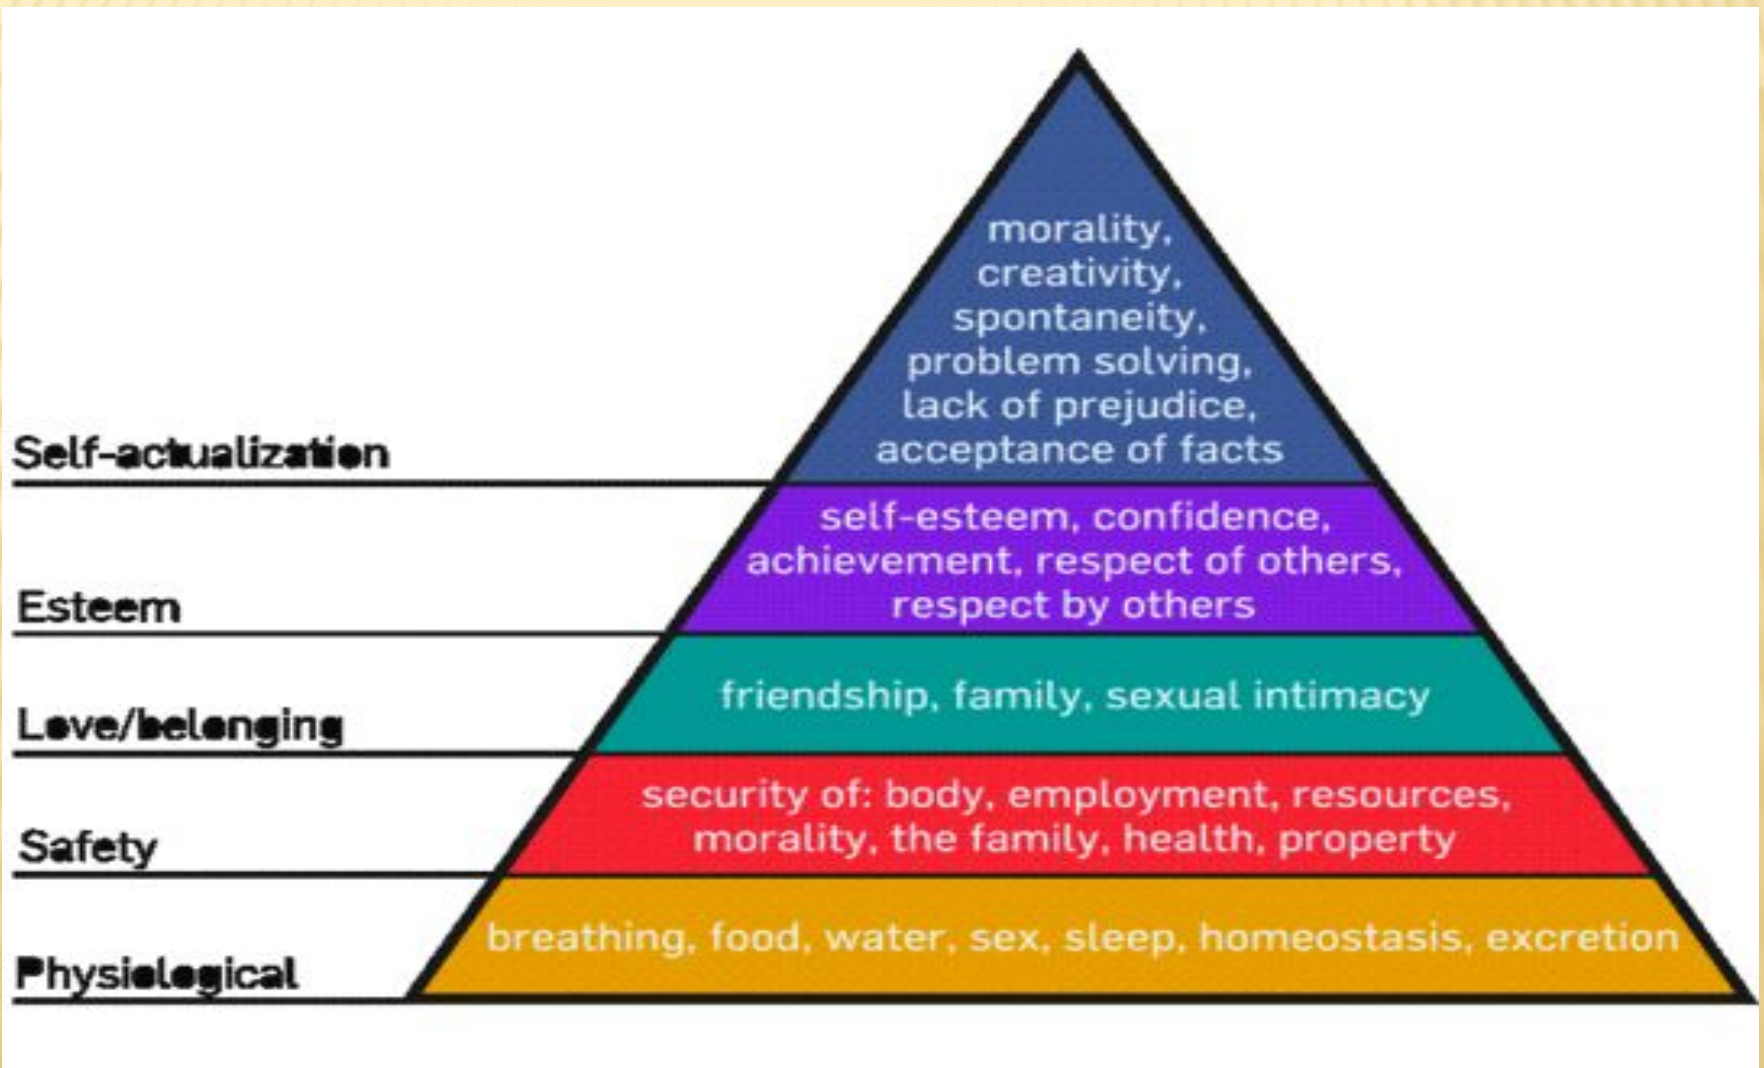 morality,
creativity,
spontaneity,
problem solving,
lack of prejudice,
acceptance of facts
Self-actualization
self-esteem, confidence,
achievement, respect of others,
respect by others
Esteem
friendship, family, sexual intimacy
Love/belonging
security of: body, employment, resources,
morality, the family, health, property
Safety
breathing, food, water, sex, sleep, homeostasis, excretion
Physiological